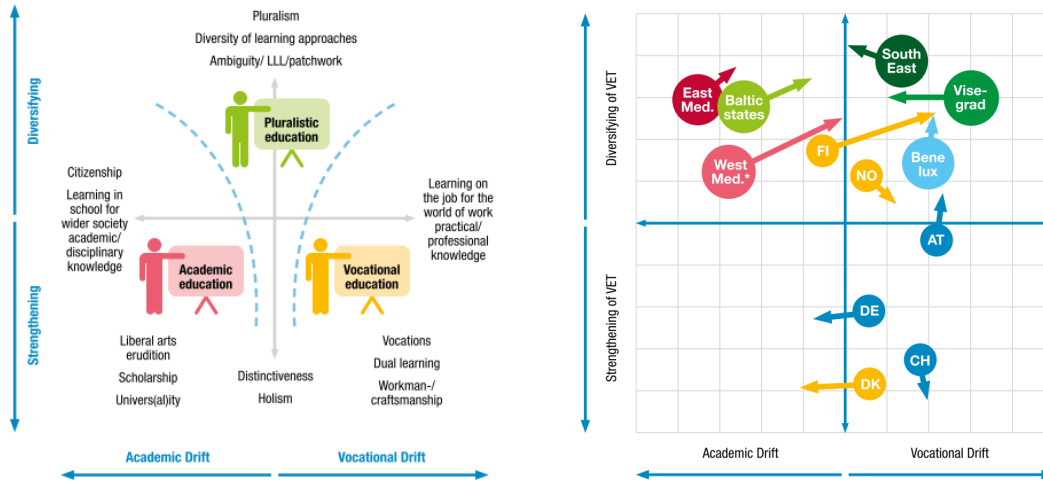 Pluralism
Diversity of learning approaches
Ambiguity/ LLL/patchwork
Diversifying
Strengthening
Pluralistic
education
Citizenship
Learning in
school for
wider society
academic/
disciplinary
knowledge
Learning on
the job for the
world of work
practical/
professional
knowledge
Academic
education
Vocational
education
Liberal arts
erudition
Scholarship
Univers(al)ity
Distinctiveness
Holism
Vocations
Dual learning
Workman-/
craftsmanship
Academic Drift
Vocational Drift
Diversifying of VET
Strengthening of VET
South
East
East
Med.
Baltic
states
Vise-
grad
West
Med.*
FI
NO
Bene
lux
AT
DE
CH
DK
Academic Drift
Vocational Drift